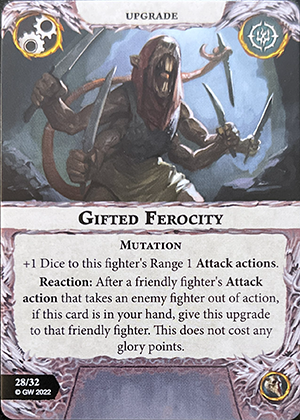 UPGRADE
GIFTED FEROCITY
MUTATION
+1 Dice to this fighter's Range 1 Attack actions.
Reaction: After a friendly fighter's Attack
action that takes an enemy fighter out of action,
if this card is in your hand, give this upgrade
to that friendly fighter. This does not cost any
glory points.
28/32
© GW 2022